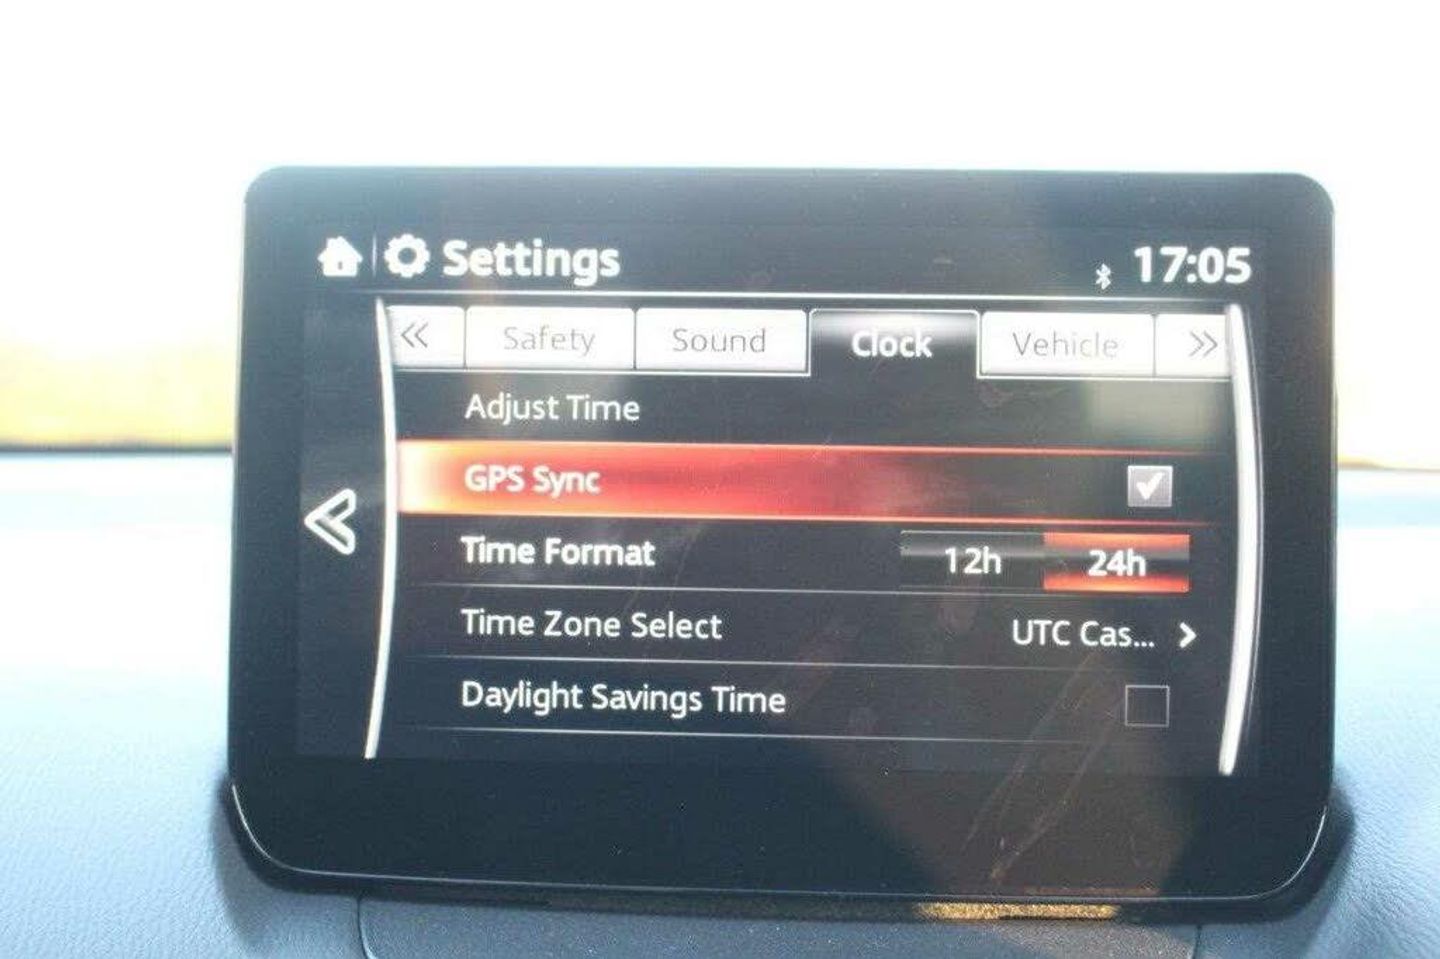 Settings 17:05
« Safety Sound Clock Vehicle »
Adjust Time
GPS Sync
Time Format 12h 24h
Time Zone Select UTC Cas...
Daylight Savings Time